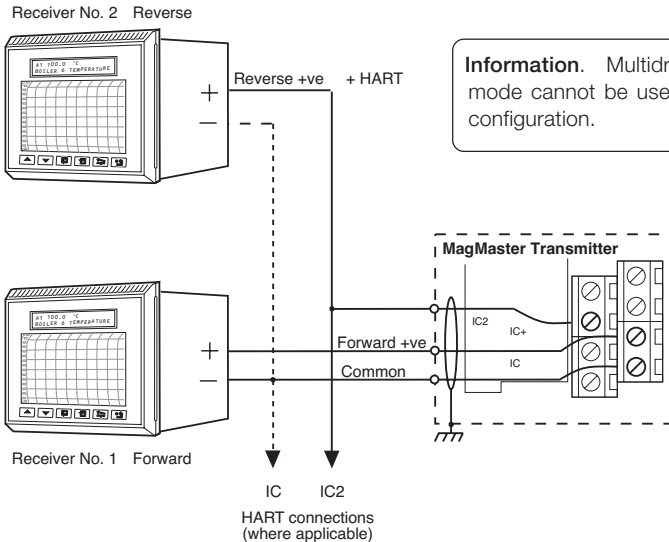 Receiver No. 2 Reverse
AT 100.0 °C
BOILER 6 TEMPERATURE
Reverse +ve + HART
Information. Multidr
mode cannot be use
configuration.
+
—
MagMaster Transmitter
AT 100.0 °C
BOILER 6 TEMPERATURE
IC2
IC+
Forward +ve
+
IC
Common
—
Receiver No. 1 Forward
IC IC2
HART connections
(where applicable)